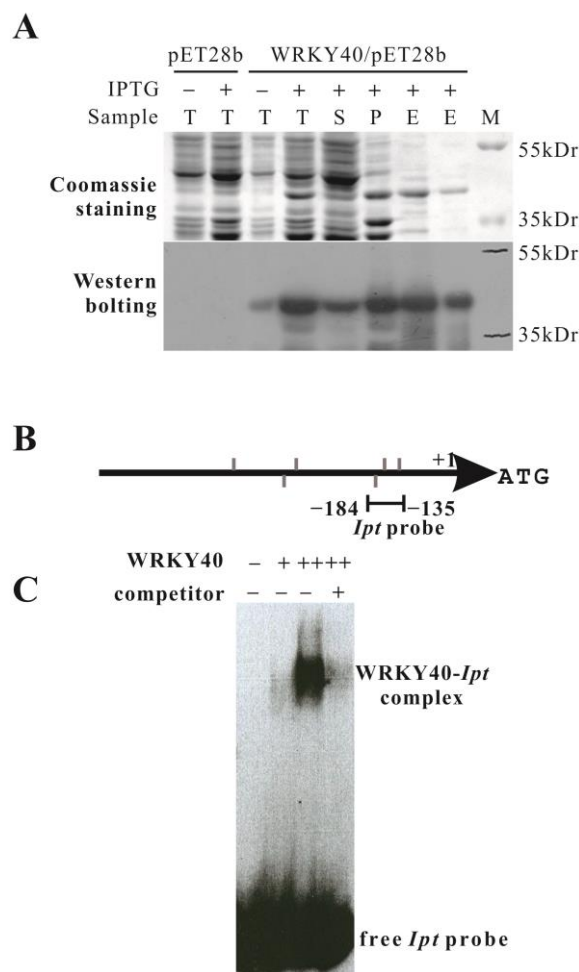 A
pET28b WRKY40/pET28b
IPTG − + − + + + + +
Sample T T T T S P E E M
Coomassie staining
55kDr
35kDr
Western bolting
55kDr
35kDr
B
+1
ATG
−184 −135
Ipt probe
C
WRKY40 − + ++ ++
competitor − − − +
WRKY40-Ipt
complex
free Ipt probe